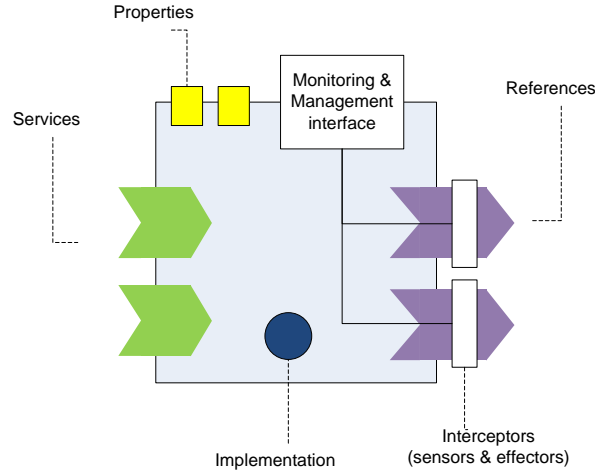 Properties
Monitoring &
Management
interface
References
Services
Interceptors
(sensors & effectors)
Implementation